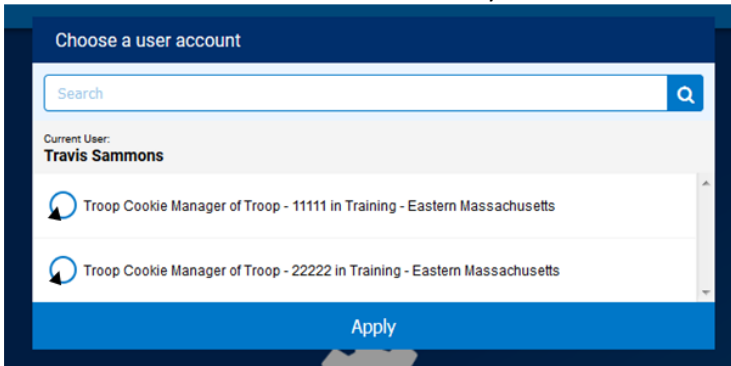 Choose a user account
Search
Current User:
Travis Sammons
Troop Cookie Manager of Troop - 11111 in Training - Eastern Massachusetts
Troop Cookie Manager of Troop - 22222 in Training - Eastern Massachusetts
Apply